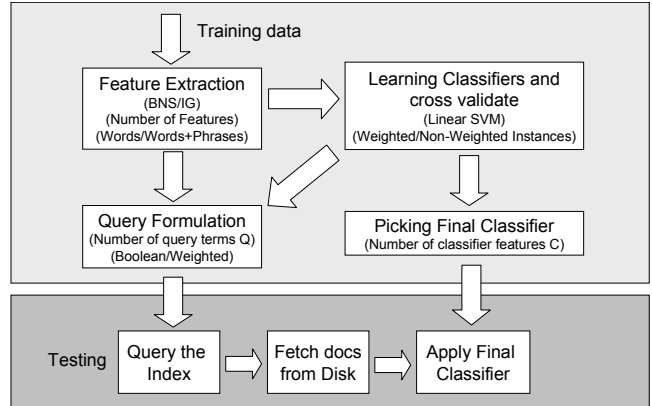 Training data
Feature Extraction
(BNS/IG)
(Number of Features)
(Words/Words+Phrases)
Learning Classifiers and
cross validate
(Linear SVM)
(Weighted/Non-Weighted Instances)
Query Formulation
(Number of query terms Q)
(Boolean/Weighted)
Picking Final Classifier
(Number of classifier features C)
Testing
Query the
Index
Fetch docs
from Disk
Apply Final
Classifier